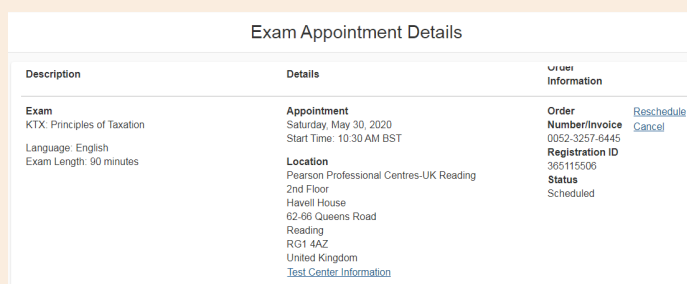 Exam Appointment Details
Description
Details
Order
Information
Exam
KTX: Principles of Taxation
Language: English
Exam Length: 90 minutes
Appointment
Saturday, May 30, 2020
Start Time: 10:30 AM BST
Location
Pearson Professional Centres-UK Reading
2nd Floor
Havell House
62-66 Queens Road
Reading
RG1 4AZ
United Kingdom
Test Center Information
Order
Number/Invoice
0052-3257-6445
Registration ID
365115506
Status
Scheduled
Reschedule
Cancel